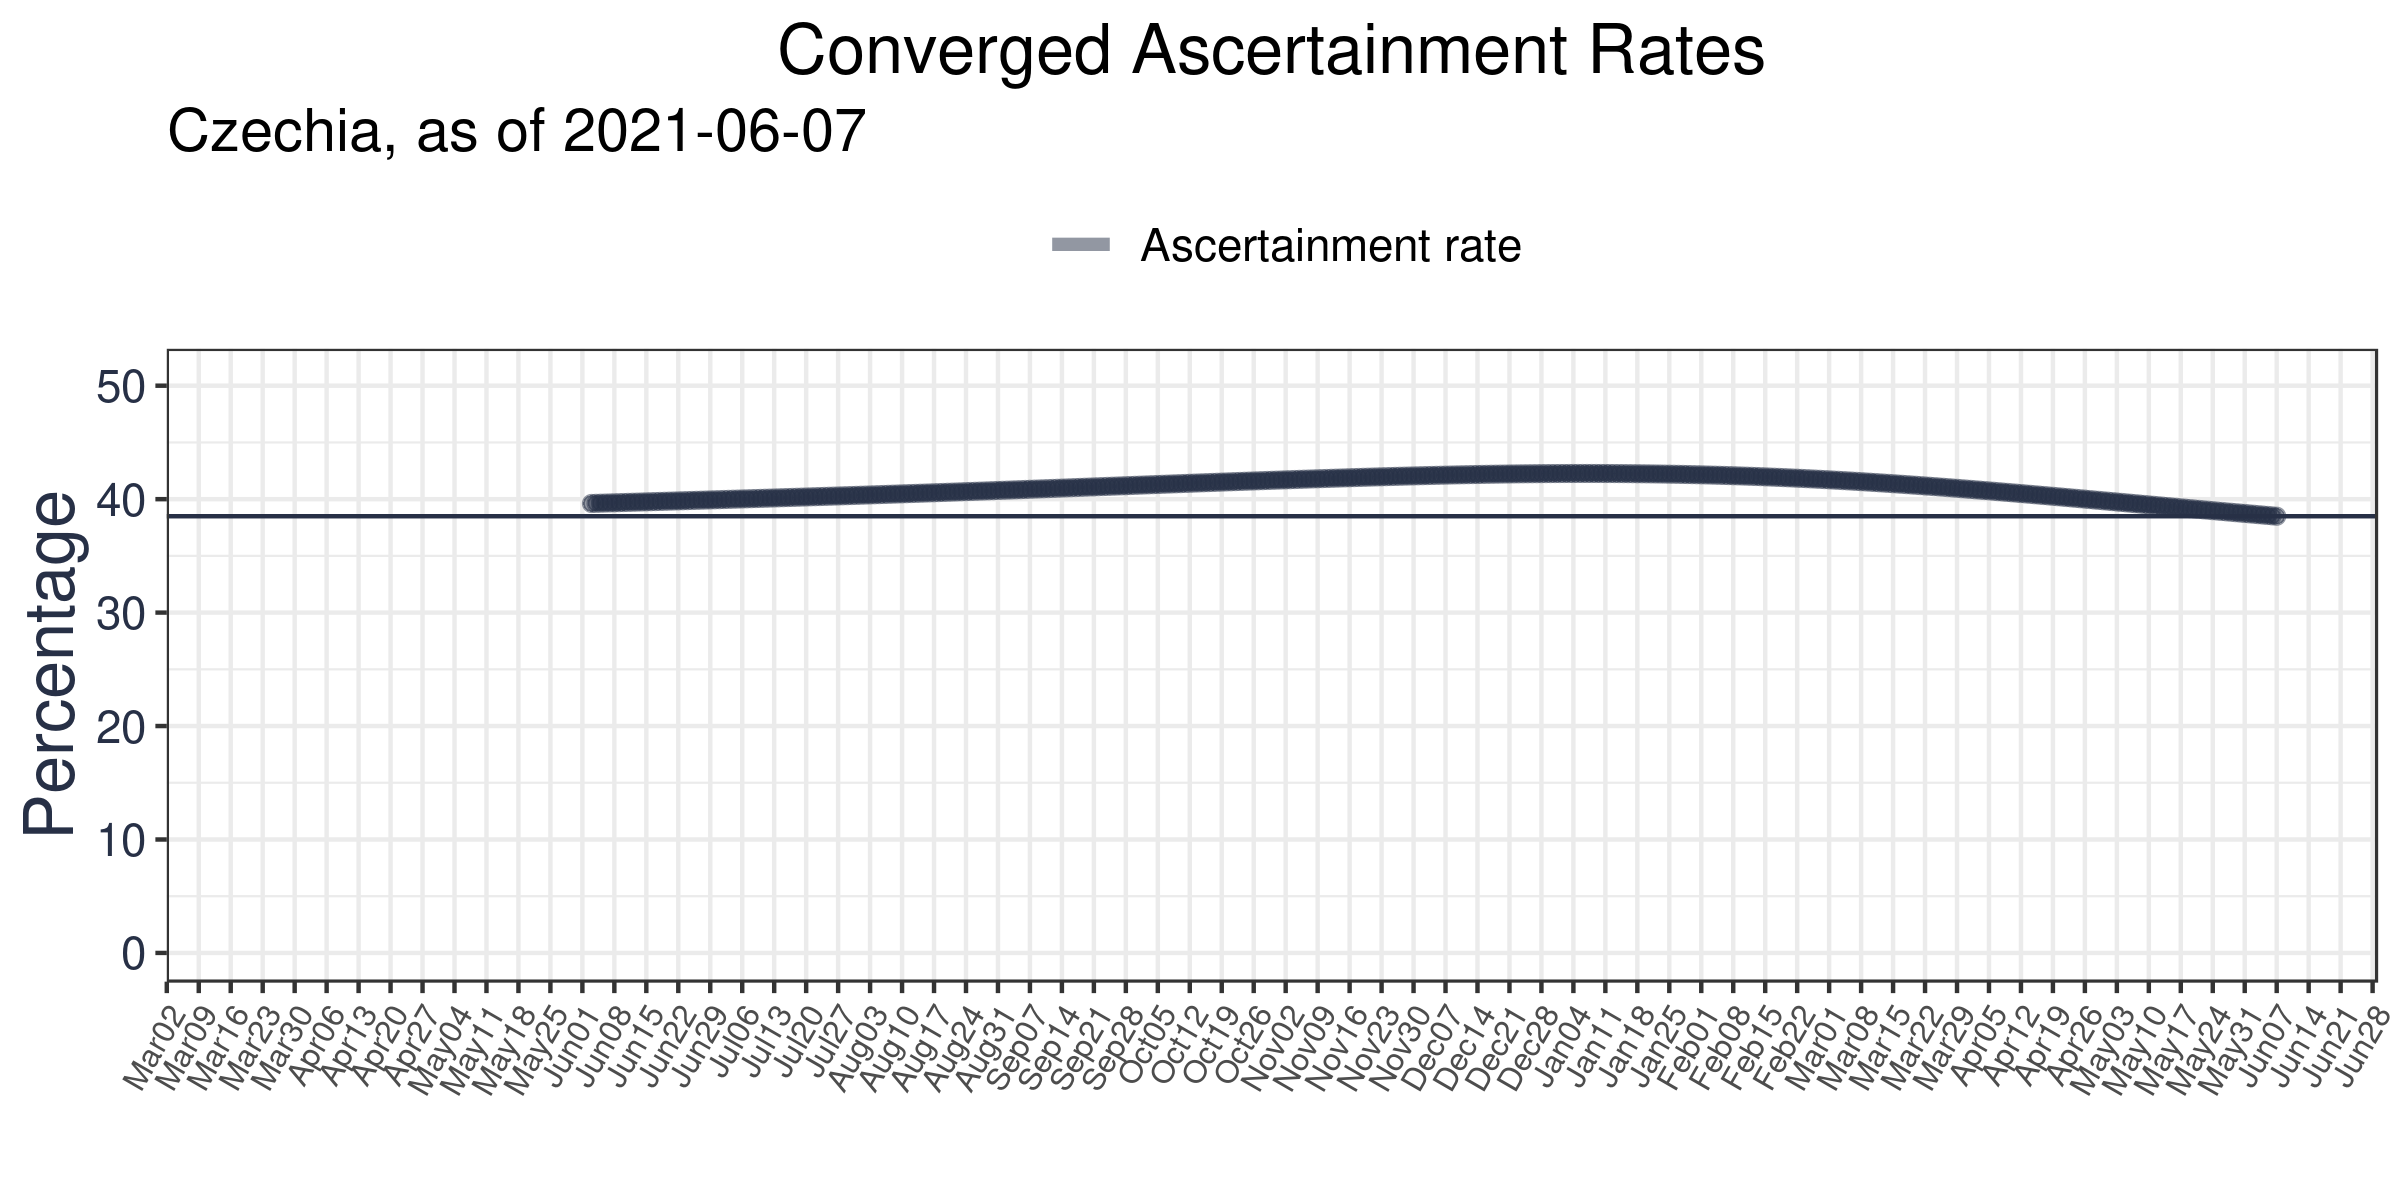 Converged Ascertainment Rates
Czechia, as of 2021-06-07
Ascertainment rate
Percentage
50
40
30
20
10
0
Mar02 Mar09 Mar16 Mar23 Mar30 Apr06 Apr13 Apr20 Apr27 May04 May11 May18 May25 Jun01 Jun08 Jun15 Jun22 Jun29 Jul06 Jul13 Jul20 Jul27 Aug03 Aug10 Aug17 Aug24 Aug31 Sep07 Sep14 Sep21 Sep28 Oct05 Oct12 Oct19 Oct26 Nov02 Nov09 Nov16 Nov23 Nov30 Dec07 Dec14 Dec21 Dec28 Jan04 Jan11 Jan18 Jan25 Feb01 Feb08 Feb15 Feb22 Mar01 Mar08 Mar15 Mar22 Mar29 Apr05 Apr12 Apr19 Apr26 May03 May10 May17 May24 May31 Jun07 Jun14 Jun21 Jun28